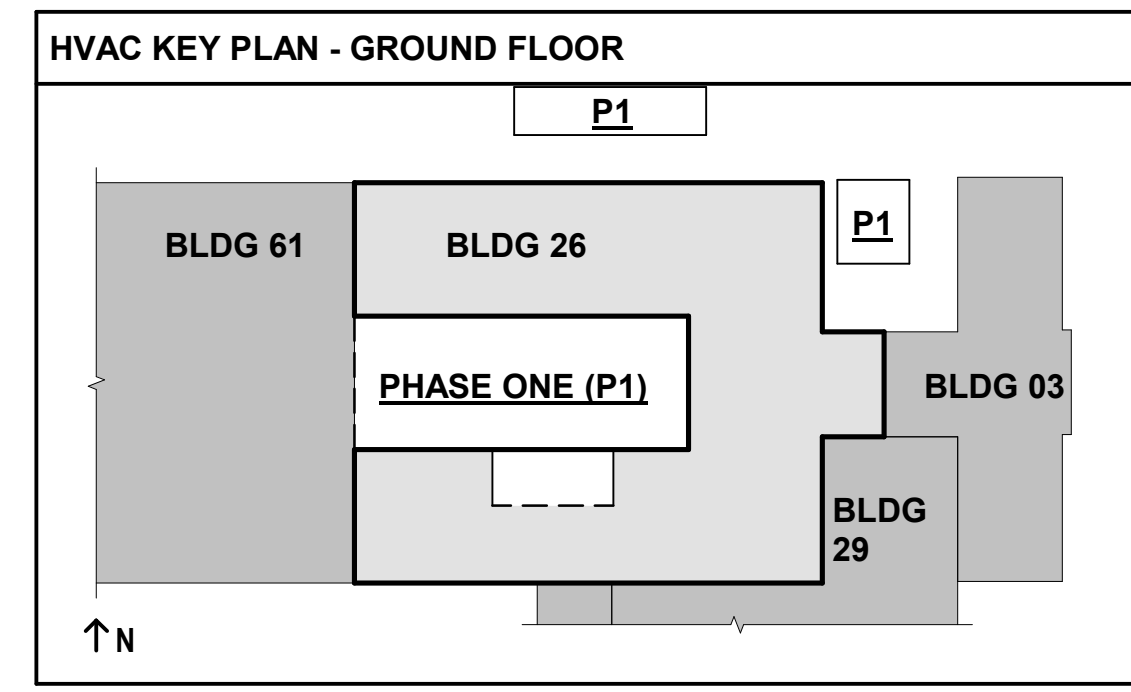 HVAC KEY PLAN - GROUND FLOOR
P1
BLDG 61
BLDG 26
P1
PHASE ONE (P1)
BLDG 03
BLDG
29
N